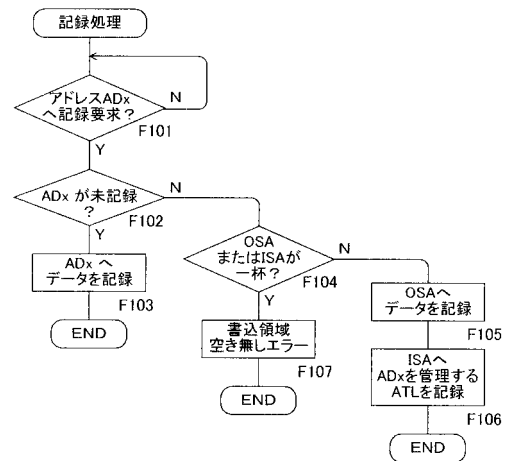 記録処理
アドレスADx
へ記録要求？
N
F101
Y
ADx が未記録
？
N
F102
Y
ADx へ
データを記録
F103
END
OSA
またはISAが
一杯？
N
F104
Y
書込領域
空き無しエラー
F107
END
OSAへ
データを記録
F105
ISAへ
ADxを管理する
ATLを記録
F106
END